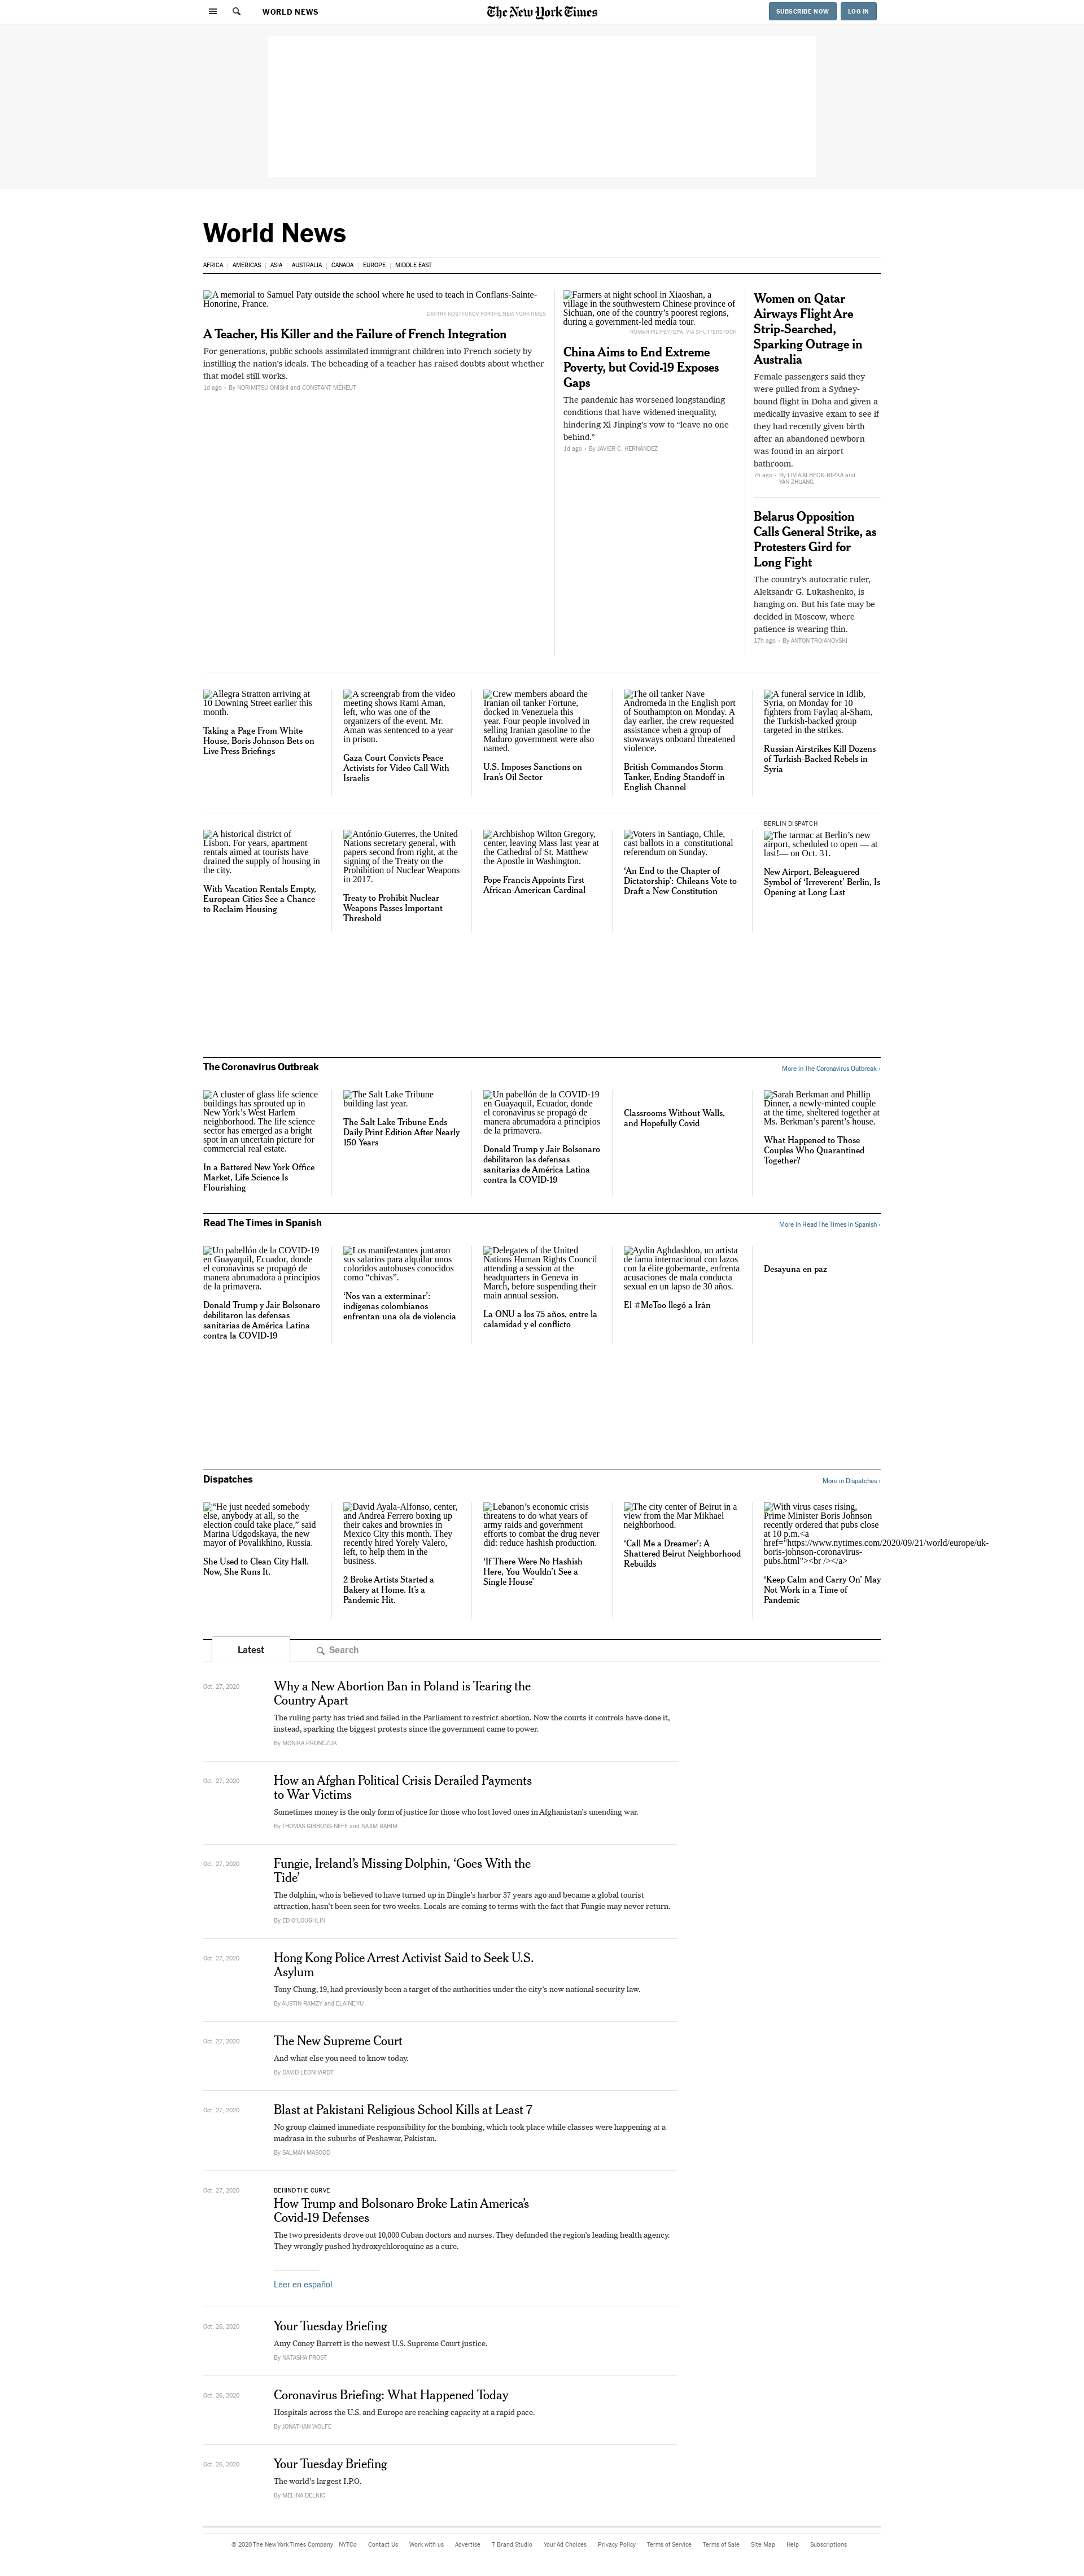 WORLD NEWS
The New York Times
SUBSCRIBE NOW
LOG IN
World News
AFRICA
AMERICAS
ASIA
AUSTRALIA
CANADA
EUROPE
MIDDLE EAST
A memorial to Samuel Paty outside the school where he used to teach in Conflans-Sainte-
Honorine, France.
DMITRY KOSTYUKOV FOR THE NEW YORK TIMES
A Teacher, His Killer and the Failure of French Integration
For generations, public schools assimilated immigrant children into French society by
instilling the nation’s ideals. The beheading of a teacher has raised doubts about whether
that model still works.
1d ago • By NORIMITSU ONISHI and CONSTANT MÉHEUT
Farmers at night school in Xiaoshan, a
village in the southwestern Chinese province of
Sichuan, one of the country’s poorest regions,
during a government-led media tour.
ROMAN PILIPEY/EPA, VIA SHUTTERSTOCK
China Aims to End Extreme
Poverty, but Covid-19 Exposes
Gaps
The pandemic has worsened longstanding
conditions that have widened inequality,
hindering Xi Jinping’s vow to “leave no one
behind.”
1d ago • By JAVIER C. HERNÁNDEZ
Women on Qatar
Airways Flight Are
Strip-Searched,
Sparking Outrage in
Australia
Female passengers said they
were pulled from a Sydney-
bound flight in Doha and given a
medically invasive exam to see if
they had recently given birth
after an abandoned newborn
was found in an airport
bathroom.
7h ago • By LIVIA ALBECK-RIPKA and
YAN ZHUANG
Belarus Opposition
Calls General Strike, as
Protesters Gird for
Long Fight
The country’s autocratic ruler,
Aleksandr G. Lukashenko, is
hanging on. But his fate may be
decided in Moscow, where
patience is wearing thin.
17h ago • By ANTON TROIANOVSKI
Allegra Stratton arriving at
10 Downing Street earlier this
month.
Taking a Page From White
House, Boris Johnson Bets on
Live Press Briefings
A screengrab from the video
meeting shows Rami Aman,
left, who was one of the
organizers of the event. Mr.
Aman was sentenced to a year
in prison.
Gaza Court Convicts Peace
Activists for Video Call With
Israelis
Crew members aboard the
Iranian oil tanker Fortune,
docked in Venezuela this
year. Four people involved in
selling Iranian gasoline to the
Maduro government were also
named.
U.S. Imposes Sanctions on
Iran’s Oil Sector
The oil tanker Nave
Andromeda in the English port
of Southampton on Monday. A
day earlier, the crew requested
assistance when a group of
stowaways onboard threatened
violence.
British Commandos Storm
Tanker, Ending Standoff in
English Channel
A funeral service in Idlib,
Syria, on Monday for 10
fighters from Faylaq al-Sham,
the Turkish-backed group
targeted in the strikes.
Russian Airstrikes Kill Dozens
of Turkish-Backed Rebels in
Syria
A historical district of
Lisbon. For years, apartment
rentals aimed at tourists have
drained the supply of housing in
the city.
With Vacation Rentals Empty,
European Cities See a Chance
to Reclaim Housing
António Guterres, the United
Nations secretary general, with
papers second from right, at the
signing of the Treaty on the
Prohibition of Nuclear Weapons
in 2017.
Treaty to Prohibit Nuclear
Weapons Passes Important
Threshold
Archbishop Wilton Gregory,
center, leaving Mass last year at
the Cathedral of St. Matthew
the Apostle in Washington.
Pope Francis Appoints First
African-American Cardinal
Voters in Santiago, Chile,
cast ballots in a constitutional
referendum on Sunday.
‘An End to the Chapter of
Dictatorship’: Chileans Vote to
Draft a New Constitution
BERLIN DISPATCH
The tarmac at Berlin’s new
airport, scheduled to open — at
last!— on Oct. 31.
New Airport, Beleaguered
Symbol of ‘Irreverent’ Berlin, Is
Opening at Long Last
The Coronavirus Outbreak
More in The Coronavirus Outbreak ›
A cluster of glass life science
buildings has sprouted up in
New York’s West Harlem
neighborhood. The life science
sector has emerged as a bright
spot in an uncertain picture for
commercial real estate.
In a Battered New York Office
Market, Life Science Is
Flourishing
The Salt Lake Tribune
building last year.
The Salt Lake Tribune Ends
Daily Print Edition After Nearly
150 Years
Un pabellón de la COVID-19
en Guayaquil, Ecuador, donde
el coronavirus se propagó de
manera abrumadora a principios
de la primavera.
Donald Trump y Jair Bolsonaro
debilitaron las defensas
sanitarias de América Latina
contra la COVID-19
Classrooms Without Walls,
and Hopefully Covid
Sarah Berkman and Phillip
Dinner, a newly-minted couple
at the time, sheltered together at
Ms. Berkman’s parent’s house.
What Happened to Those
Couples Who Quarantined
Together?
Read The Times in Spanish
More in Read The Times in Spanish ›
Un pabellón de la COVID-19
en Guayaquil, Ecuador, donde
el coronavirus se propagó de
manera abrumadora a principios
de la primavera.
Donald Trump y Jair Bolsonaro
debilitaron las defensas
sanitarias de América Latina
contra la COVID-19
Los manifestantes juntaron
sus salarios para alquilar unos
coloridos autobuses conocidos
como “chivas”.
‘Nos van a exterminar’:
indígenas colombianos
enfrentan una ola de violencia
Delegates of the United
Nations Human Rights Council
attending a session at the
headquarters in Geneva in
March, before suspending their
main annual session.
La ONU a los 75 años, entre la
calamidad y el conflicto
Aydin Aghdashloo, un artista
de fama internacional con lazos
con la élite gobernante, enfrenta
acusaciones de mala conducta
sexual en un lapso de 30 años.
El #MeToo llegó a Irán
Desayuna en paz
Dispatches
More in Dispatches ›
“He just needed somebody
else, anybody at all, so the
election could take place,” said
Marina Udgodskaya, the new
mayor of Povalikhino, Russia.
She Used to Clean City Hall.
Now, She Runs It.
David Ayala-Alfonso, center,
and Andrea Ferrero boxing up
their cakes and brownies in
Mexico City this month. They
recently hired Yorely Valero,
left, to help them in the
business.
2 Broke Artists Started a
Bakery at Home. It’s a
Pandemic Hit.
Lebanon’s economic crisis
threatens to do what years of
army raids and government
efforts to combat the drug never
did: reduce hashish production.
‘If There Were No Hashish
Here, You Wouldn’t See a
Single House’
The city center of Beirut in a
view from the Mar Mikhael
neighborhood.
‘Call Me a Dreamer’: A
Shattered Beirut Neighborhood
Rebuilds
With virus cases rising,
Prime Minister Boris Johnson
recently ordered that pubs close
at 10 p.m.<a
href="https://www.nytimes.com/2020/09/21/world/europe/uk-
boris-johnson-coronavirus-
pubs.html"><br /></a>
‘Keep Calm and Carry On’ May
Not Work in a Time of
Pandemic
Latest
Search
Oct. 27, 2020
Why a New Abortion Ban in Poland is Tearing the
Country Apart
The ruling party has tried and failed in the Parliament to restrict abortion. Now the courts it controls have done it,
instead, sparking the biggest protests since the government came to power.
By MONIKA PRONCZUK
Oct. 27, 2020
How an Afghan Political Crisis Derailed Payments
to War Victims
Sometimes money is the only form of justice for those who lost loved ones in Afghanistan’s unending war.
By THOMAS GIBBONS-NEFF and NAJIM RAHIM
Oct. 27, 2020
Fungie, Ireland’s Missing Dolphin, ‘Goes With the
Tide’
The dolphin, who is believed to have turned up in Dingle’s harbor 37 years ago and became a global tourist
attraction, hasn’t been seen for two weeks. Locals are coming to terms with the fact that Fungie may never return.
By ED O’LOUGHLIN
Oct. 27, 2020
Hong Kong Police Arrest Activist Said to Seek U.S.
Asylum
Tony Chung, 19, had previously been a target of the authorities under the city’s new national security law.
By AUSTIN RAMZY and ELAINE YU
Oct. 27, 2020
The New Supreme Court
And what else you need to know today.
By DAVID LEONHARDT
Oct. 27, 2020
Blast at Pakistani Religious School Kills at Least 7
No group claimed immediate responsibility for the bombing, which took place while classes were happening at a
madrasa in the suburbs of Peshawar, Pakistan.
By SALMAN MASOOD
Oct. 27, 2020
BEHIND THE CURVE
How Trump and Bolsonaro Broke Latin America’s
Covid-19 Defenses
The two presidents drove out 10,000 Cuban doctors and nurses. They defunded the region’s leading health agency.
They wrongly pushed hydroxychloroquine as a cure.
Leer en español
Oct. 26, 2020
Your Tuesday Briefing
Amy Coney Barrett is the newest U.S. Supreme Court justice.
By NATASHA FROST
Oct. 26, 2020
Coronavirus Briefing: What Happened Today
Hospitals across the U.S. and Europe are reaching capacity at a rapid pace.
By JONATHAN WOLFE
Oct. 26, 2020
Your Tuesday Briefing
The world’s largest I.P.O.
By MELINA DELKIC
© 2020 The New York Times Company
NYTCo
Contact Us
Work with us
Advertise
T Brand Studio
Your Ad Choices
Privacy Policy
Terms of Service
Terms of Sale
Site Map
Help
Subscriptions